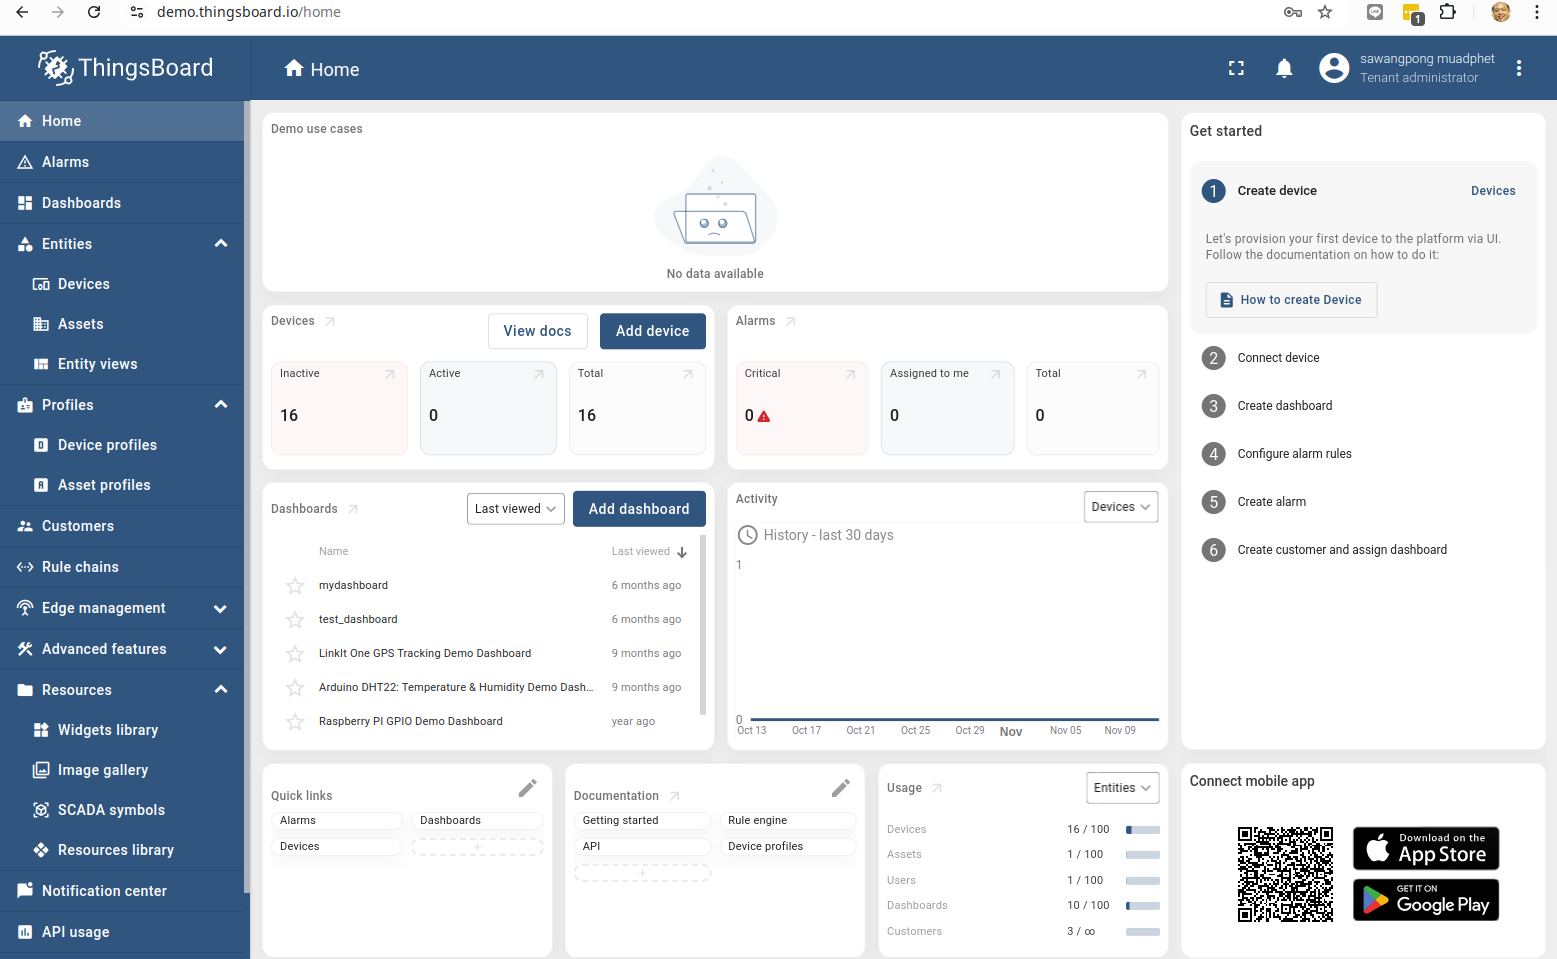 demo.thingsboard.io/home
1
ThingsBoard
Home
sawangpong muadphet
Tenant administrator
Home
Alarms
Dashboards
Entities
Devices
Assets
Entity views
Profiles
Device profiles
Asset profiles
Customers
Rule chains
Edge management
Advanced features
Resources
Widgets library
Image gallery
SCADA symbols
Resources library
Notification center
API usage
Demo use cases
No data available
Devices
View docs
Add device
Inactive
16
Active
0
Total
16
Alarms
Critical
0
Assigned to me
0
Total
0
Dashboards
Last viewed
Add dashboard
Name
Last viewed
mydashboard
6 months ago
test_dashboard
6 months ago
LinkIt One GPS Tracking Demo Dashboard
9 months ago
Arduino DHT22: Temperature & Humidity Demo Dash...
9 months ago
Raspberry PI GPIO Demo Dashboard
year ago
Activity
Devices
History - last 30 days
1
0
Oct 13 Oct 17 Oct 21 Oct 25 Oct 29 Nov Nov 05 Nov 09
Quick links
Alarms
Dashboards
Devices
+
Documentation
Getting started
Rule engine
API
Device profiles
+
Usage
Entities
Devices 16 / 100
Assets 1 / 100
Users 1 / 100
Dashboards 10 / 100
Customers 3 / ∞
Get started
1
Create device
Devices
Let's provision your first device to the platform via UI.
Follow the documentation on how to do it:
How to create Device
2
Connect device
3
Create dashboard
4
Configure alarm rules
5
Create alarm
6
Create customer and assign dashboard
Connect mobile app
Download on the
App Store
GET IT ON
Google Play